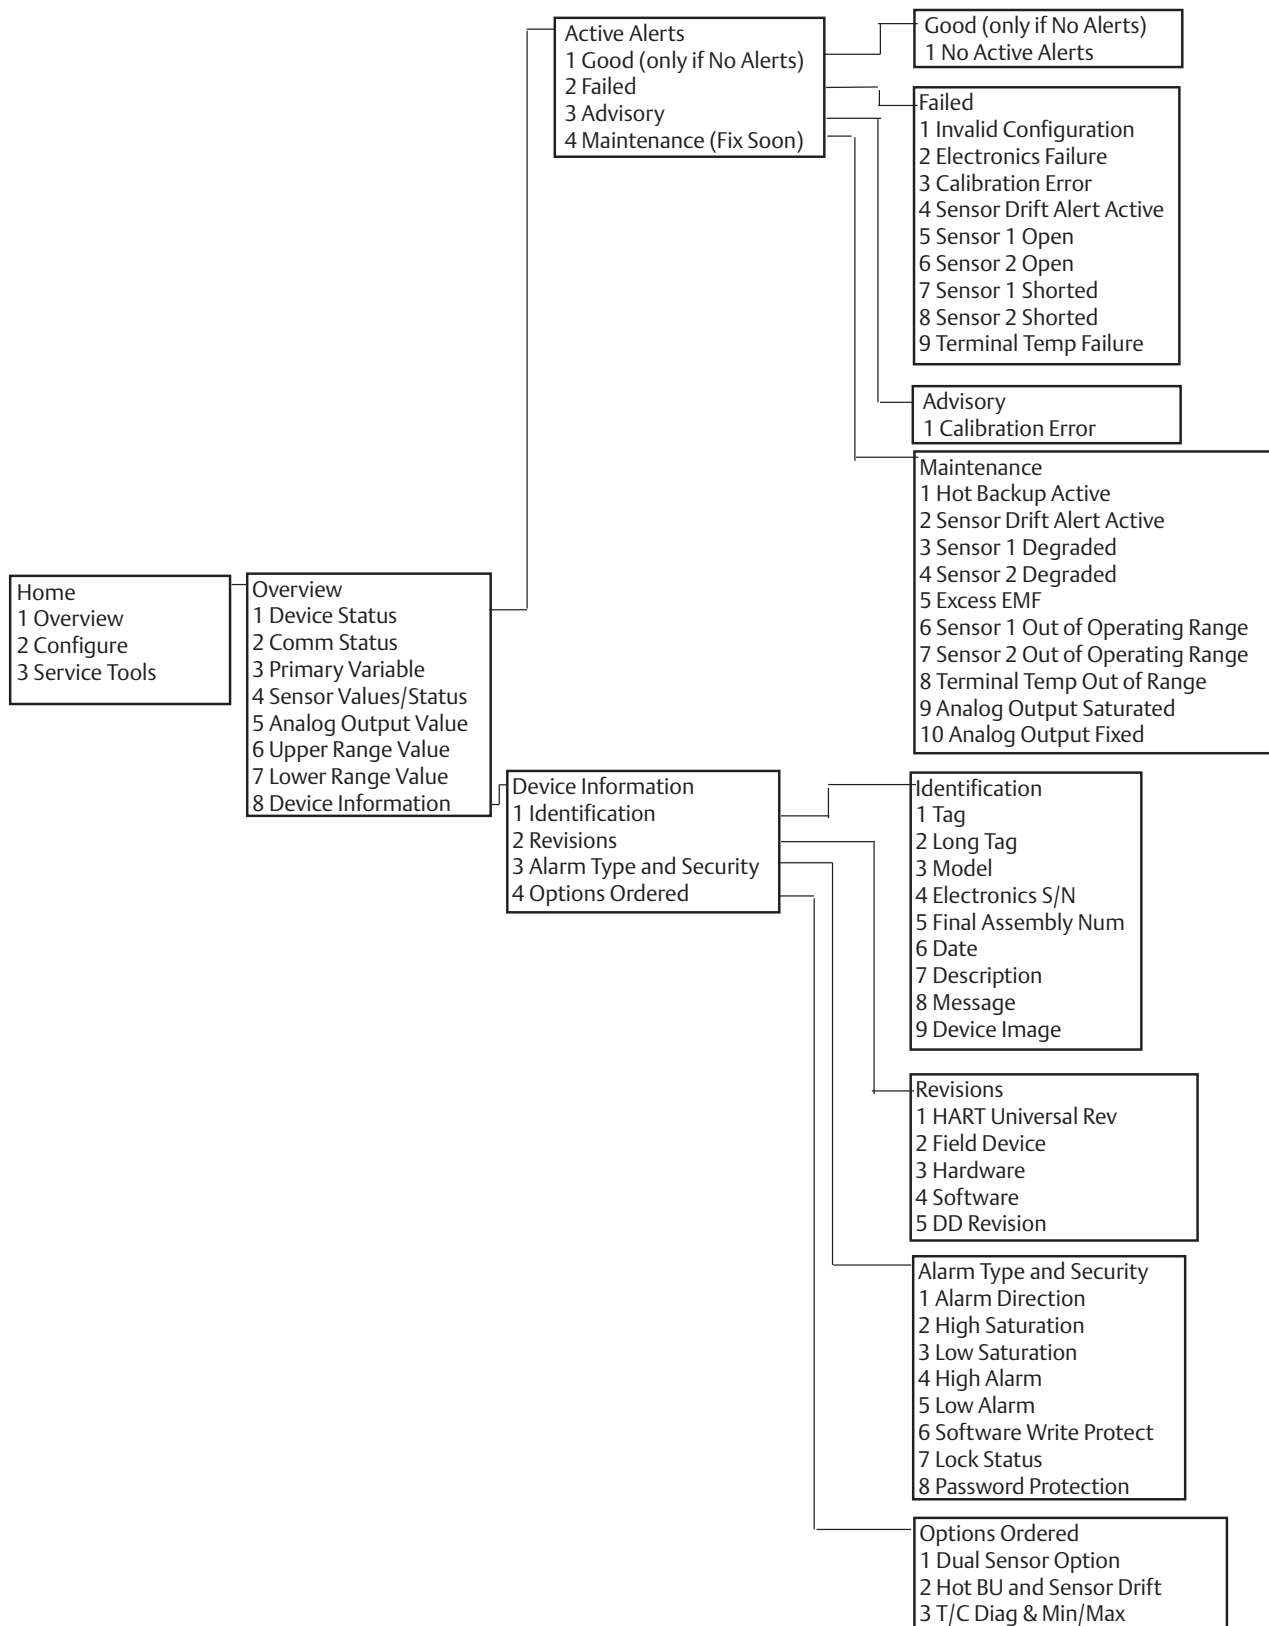 Active Alerts
1 Good (only if No Alerts)
2 Failed
3 Advisory
4 Maintenance (Fix Soon)
Good (only if No Alerts)
1 No Active Alerts
Failed
1 Invalid Configuration
2 Electronics Failure
3 Calibration Error
4 Sensor Drift Alert Active
5 Sensor 1 Open
6 Sensor 2 Open
7 Sensor 1 Shorted
8 Sensor 2 Shorted
9 Terminal Temp Failure
Advisory
1 Calibration Error
Maintenance
1 Hot Backup Active
2 Sensor Drift Alert Active
3 Sensor 1 Degraded
4 Sensor 2 Degraded
5 Excess EMF
6 Sensor 1 Out of Operating Range
7 Sensor 2 Out of Operating Range
8 Terminal Temp Out of Range
9 Analog Output Saturated
10 Analog Output Fixed
Home
1 Overview
2 Configure
3 Service Tools
Overview
1 Device Status
2 Comm Status
3 Primary Variable
4 Sensor Values/Status
5 Analog Output Value
6 Upper Range Value
7 Lower Range Value
8 Device Information
Device Information
1 Identification
2 Revisions
3 Alarm Type and Security
4 Options Ordered
Identification
1 Tag
2 Long Tag
3 Model
4 Electronics S/N
5 Final Assembly Num
6 Date
7 Description
8 Message
9 Device Image
Revisions
1 HART Universal Rev
2 Field Device
3 Hardware
4 Software
5 DD Revision
Alarm Type and Security
1 Alarm Direction
2 High Saturation
3 Low Saturation
4 High Alarm
5 Low Alarm
6 Software Write Protect
7 Lock Status
8 Password Protection
Options Ordered
1 Dual Sensor Option
2 Hot BU and Sensor Drift
3 T/C Diag & Min/Max